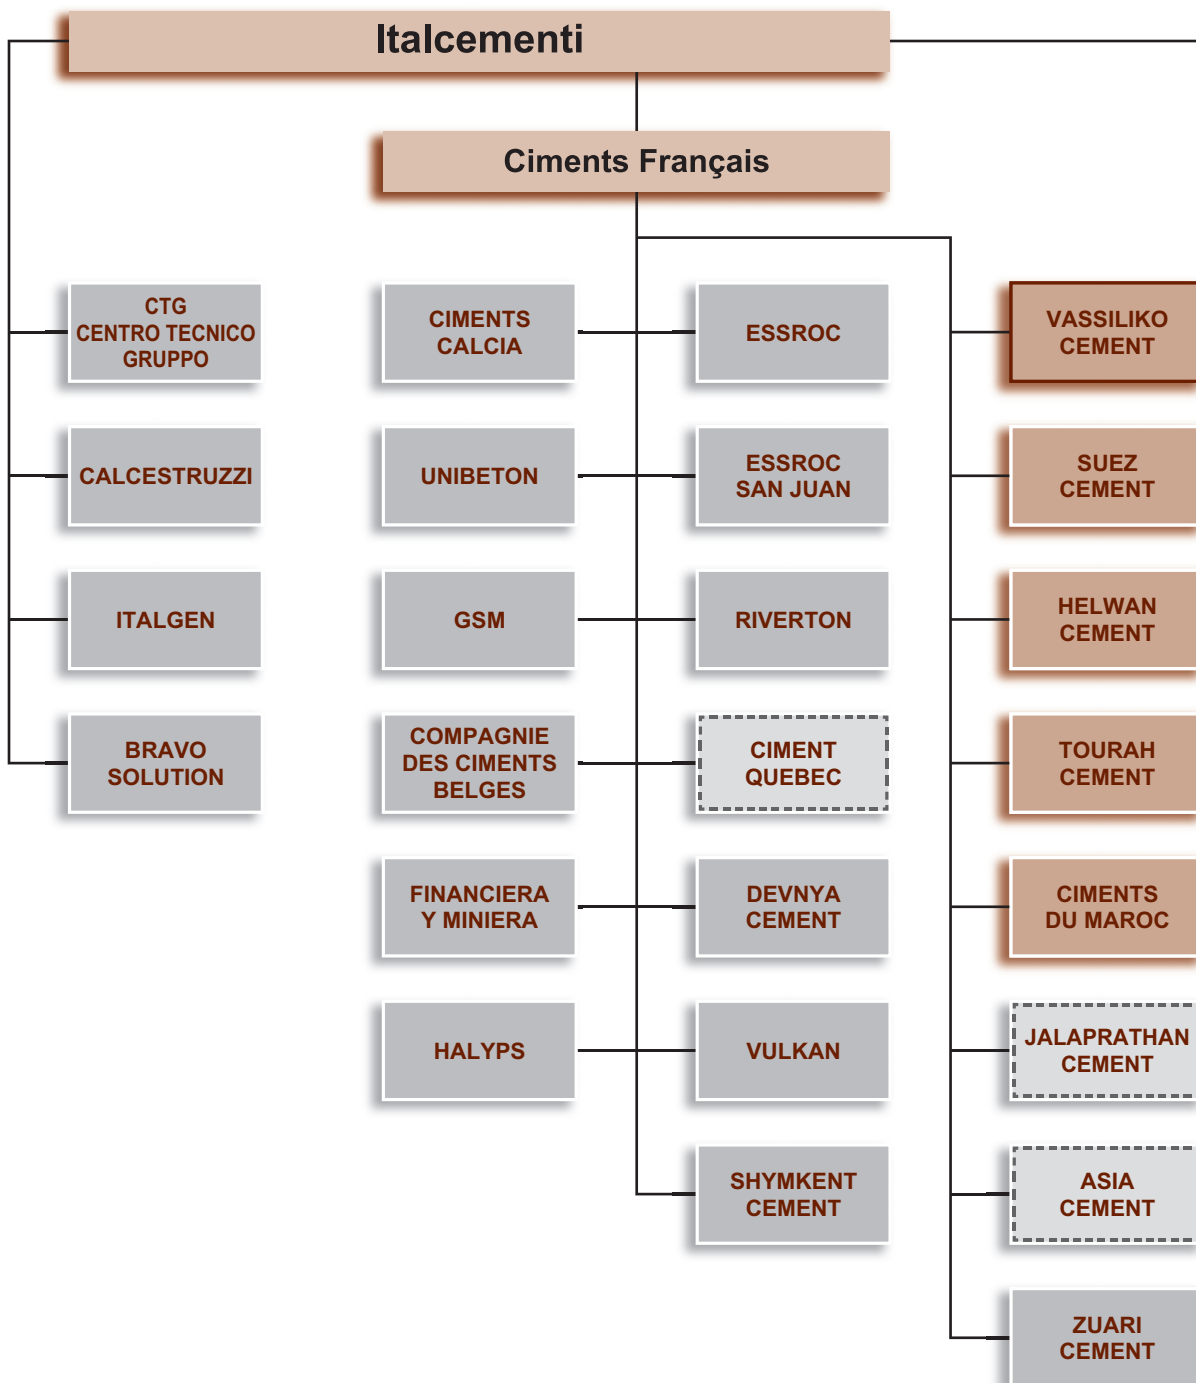 Italcementi
Ciments Français
CTG
CENTRO TECNICO
GRUPPO
CALCESTRUZZI
ITALGEN
BRAVO
SOLUTION
CIMENTS
CALCIA
UNIBETON
GSM
COMPAGNIE
DES CIMENTS
BELGES
FINANCIERA
Y MINIERA
HALYPS
ESSROC
ESSROC
SAN JUAN
RIVERTON
CIMENT
QUEBEC
DEVNYA
CEMENT
VULKAN
SHYMKENT
CEMENT
VASSILIKO
CEMENT
SUEZ
CEMENT
HELWAN
CEMENT
TOURAH
CEMENT
CIMENTS
DU MAROC
JALAPRATHAN
CEMENT
ASIA
CEMENT
ZUARI
CEMENT